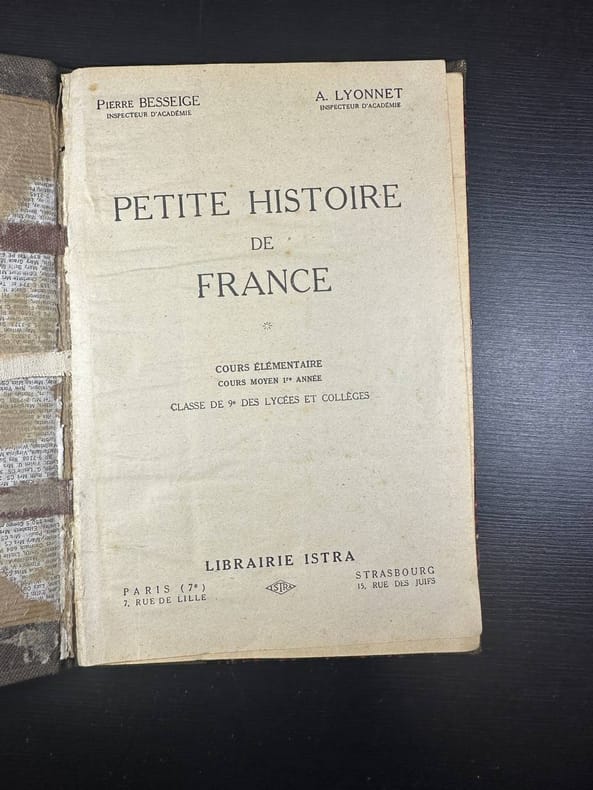 PIERRE BESSEIGE
INSPECTEUR D'ACADÉMIE
A. LYONNET
INSPECTEUR D'ACADÉMIE
PETITE HISTOIRE
DE
FRANCE
COURS ÉLÉMENTAIRE
COURS MOYEN 1re ANNÉE
CLASSE DE 9e DES LYCÉES ET COLLÈGES
LIBRAIRIE ISTRA
PARIS (7e)
7, RUE DE LILLE
ISTRA
STRASBOURG
15, RUE DES JUIFS